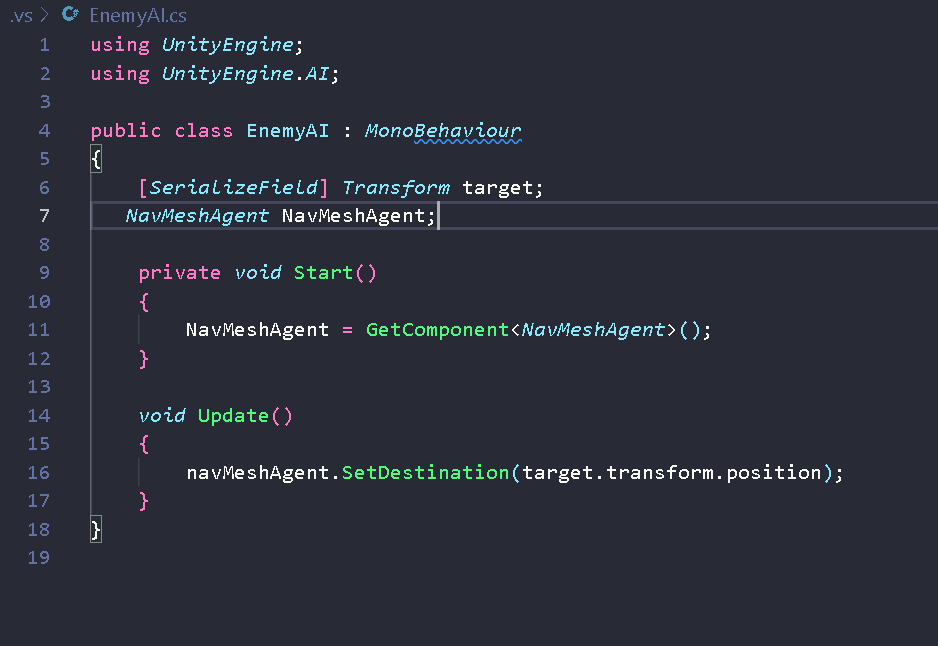 .vs > EnemyAI.cs
1 using UnityEngine;
2 using UnityEngine.AI;
3
4 public class EnemyAI : MonoBehaviour
5 {
6     [SerializeField] Transform target;
7    NavMeshAgent NavMeshAgent;
8
9     private void Start()
10     {
11         NavMeshAgent = GetComponent<NavMeshAgent>();
12     }
13
14     void Update()
15     {
16         navMeshAgent.SetDestination(target.transform.position);
17     }
18 }
19